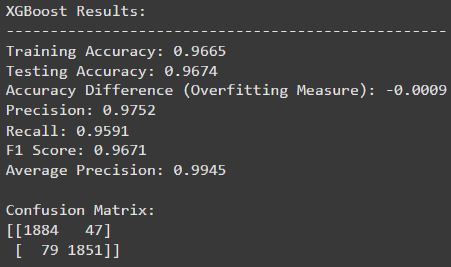 XGBoost Results:
--------------------------------------------------
Training Accuracy: 0.9665
Testing Accuracy: 0.9674
Accuracy Difference (Overfitting Measure): -0.0009
Precision: 0.9752
Recall: 0.9591
F1 Score: 0.9671
Average Precision: 0.9945

Confusion Matrix:
[[1884   47]
 [  79 1851]]